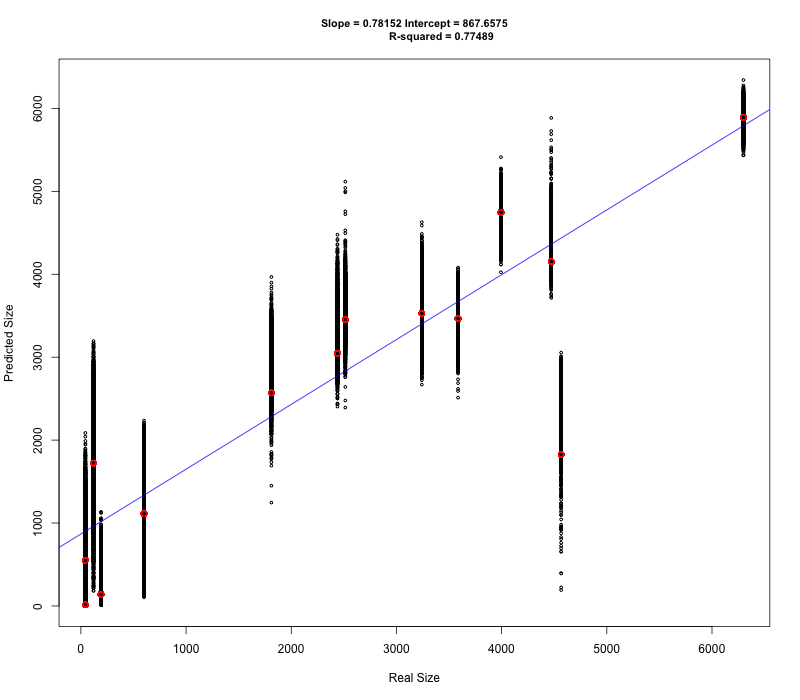 Slope = 0.78152 Intercept = 867.6575
R-squared = 0.77489
6000
5000
4000
3000
2000
1000
0
Predicted Size
0 1000 2000 3000 4000 5000 6000
Real Size